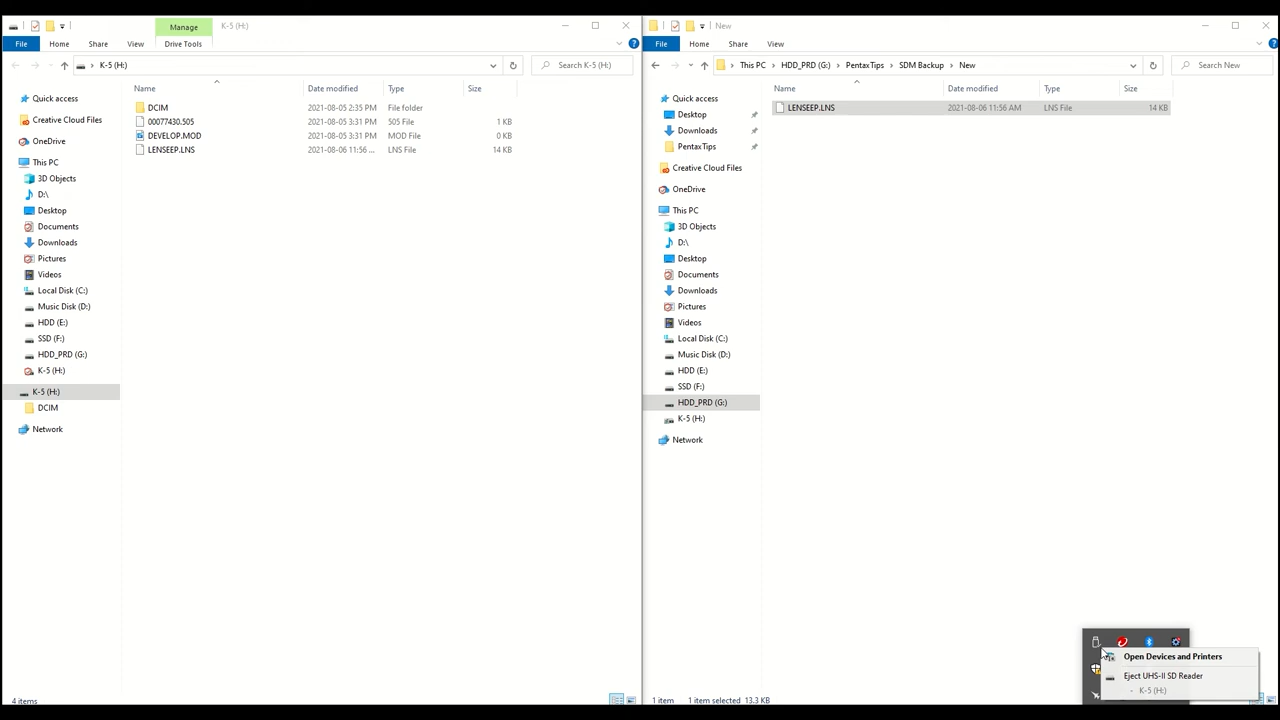 Manage
K-5 (H:)
File
Home
Share
View
Drive Tools
K-5 (H:)
Search K-5 (H:)
Name
Date modified
Type
Size
Quick access
Creative Cloud Files
OneDrive
This PC
3D Objects
D:\
Desktop
Documents
Downloads
Pictures
Videos
Local Disk (C:)
Music Disk (D:)
HDD (E:)
SSD (F:)
HDD_PRD (G:)
K-5 (H:)
K-5 (H:)
DCIM
Network
DCIM 2021-08-05 2:35 PM File folder
00077430.505 2021-08-05 3:31 PM 505 File 1 KB
DEVELOP.MOD 2021-08-05 3:31 PM MOD File 0 KB
LENSEEP.LNS 2021-08-06 11:56 ... LNS File 14 KB
4 items
New
File
Home
Share
View
This PC > HDD_PRD (G:) > PentaxTips > SDM Backup > New
Search New
Name
Date modified
Type
Size
LENSEEP.LNS 2021-08-06 11:56 AM LNS File 14 KB
Quick access
Desktop
Downloads
PentaxTips
Creative Cloud Files
OneDrive
This PC
3D Objects
D:\
Desktop
Documents
Downloads
Pictures
Videos
Local Disk (C:)
Music Disk (D:)
HDD (E:)
SSD (F:)
HDD_PRD (G:)
K-5 (H:)
Network
1 item
1 item selected 13.3 KB
Open Devices and Printers
Eject UHS-II SD Reader
- K-5 (H:)